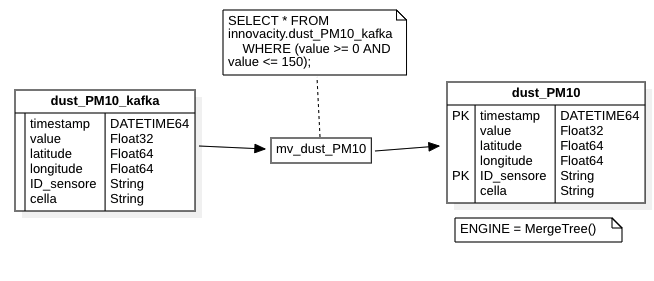 SELECT * FROM
innovacity.dust_PM10_kafka
WHERE (value >= 0 AND
value <= 150);
dust_PM10_kafka
timestamp DATETIME64
value Float32
latitude Float64
longitude Float64
ID_sensore String
cella String
mv_dust_PM10
dust_PM10
PK timestamp DATETIME64
value Float32
latitude Float64
longitude Float64
PK ID_sensore String
cella String
ENGINE = MergeTree()